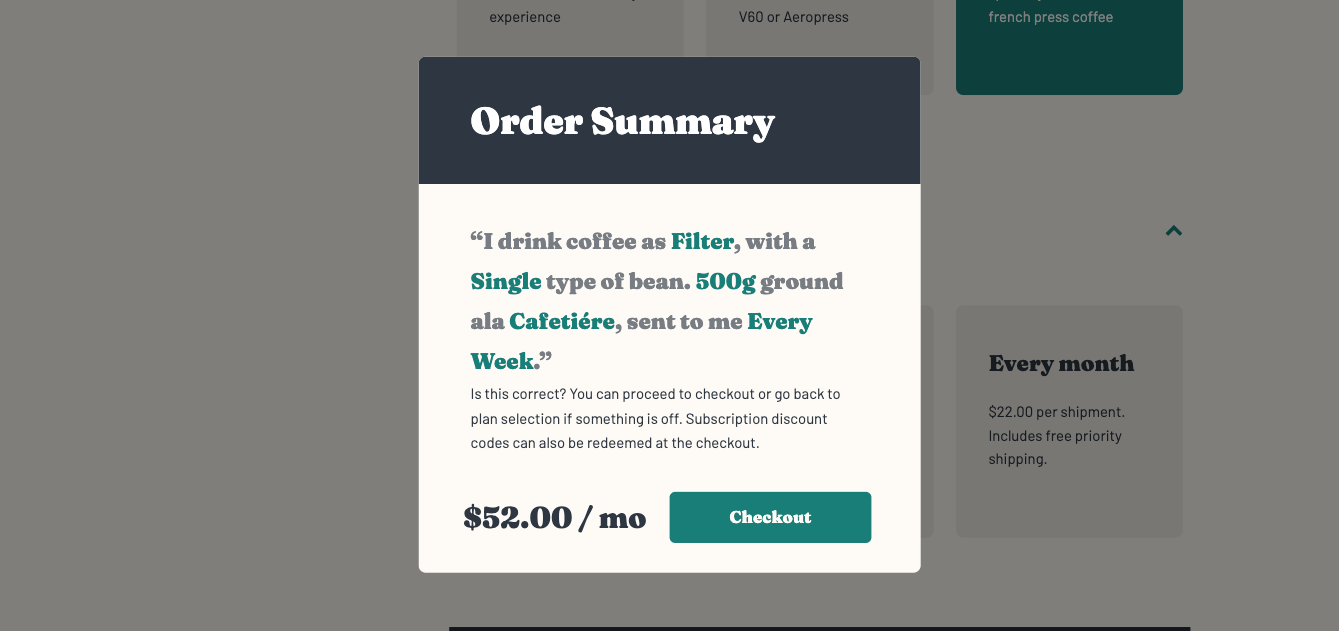 experience
V60 or Aeropress
french press coffee
Order Summary
“I drink coffee as Filter, with a
Single type of bean. 500g ground
ala Cafetiére, sent to me Every
Week.”
Is this correct? You can proceed to checkout or go back to
plan selection if something is off. Subscription discount
codes can also be redeemed at the checkout.
$52.00 / mo
Checkout
Every month
$22.00 per shipment.
Includes free priority
shipping.